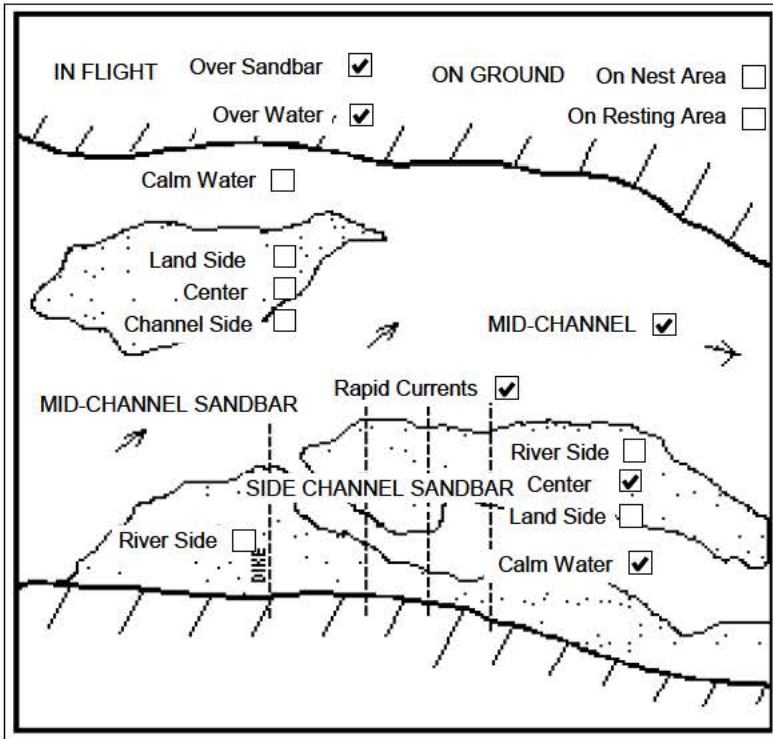 IN FLIGHT Over Sandbar ON GROUND On Nest Area
Over Water On Resting Area
Calm Water
Land Side
Center
Channel Side
MID-CHANNEL
Rapid Currents
MID-CHANNEL SANDBAR
River Side
SIDE CHANNEL SANDBAR Center
Land Side
River Side
DIKE
Calm Water